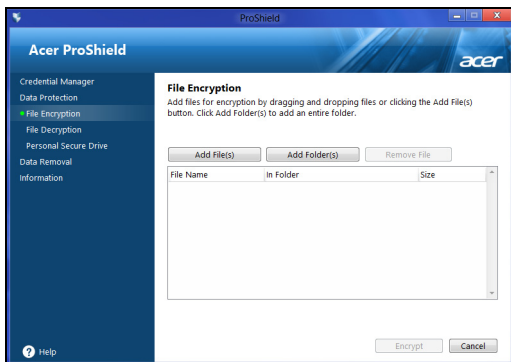 ProShield
Acer ProShield
acer
Credential Manager
Data Protection
File Encryption
File Decryption
Personal Secure Drive
Data Removal
Information
Help
File Encryption
Add files for encryption by dragging and dropping files or clicking the Add File(s)
button. Click Add Folder(s) to add an entire folder.
Add File(s) Add Folder(s) Remove File
File Name In Folder Size
Encrypt Cancel